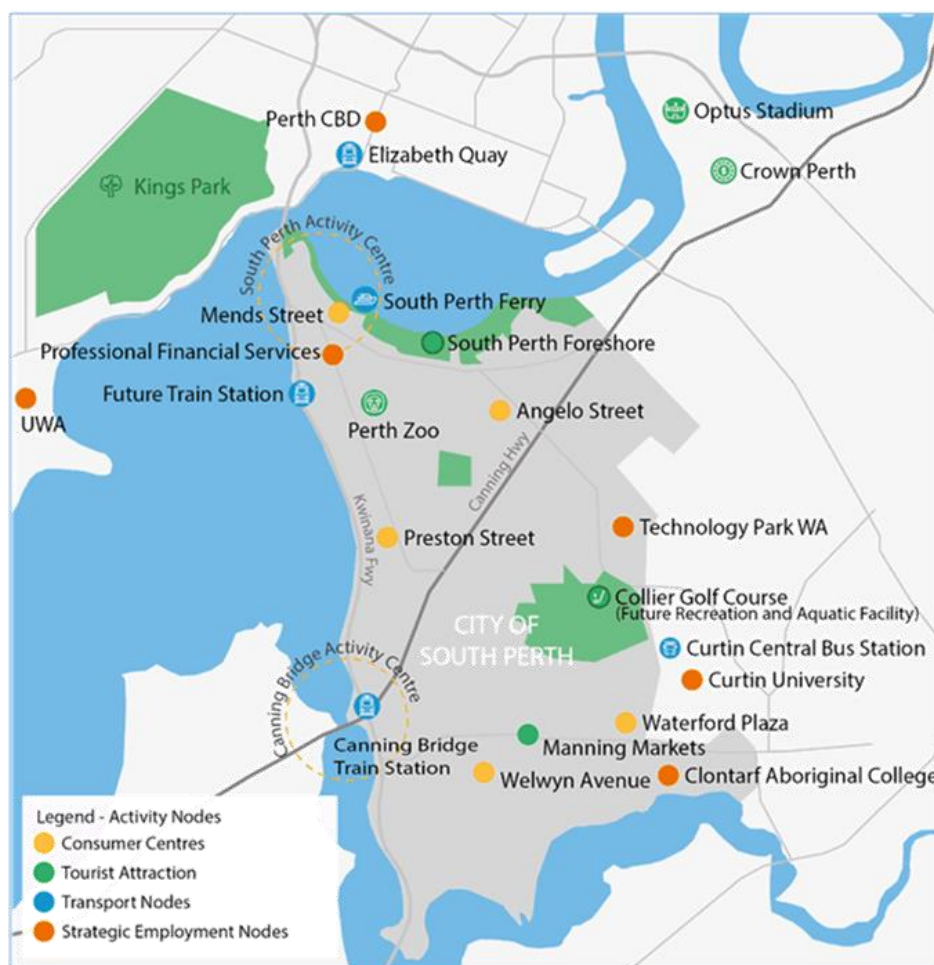 Optus Stadium
Perth CBD
Elizabeth Quay
Crown Perth
Kings Park
South Perth Activity Centre
South Perth Ferry
Mends Street
South Perth Foreshore
Professional Financial Services
Future Train Station
UWA
Perth Zoo
Angelo Street
Canning Hwy
Kwinana Fwy
Technology Park WA
Preston Street
Collier Golf Course
(Future Recreation and Aquatic Facility)
CITY OF
SOUTH PERTH
Curtin Central Bus Station
Curtin University
Canning Bridge Activity Centre
Waterford Plaza
Manning Markets
Canning Bridge
Train Station
Welwyn Avenue
Clontarf Aboriginal College
Legend - Activity Nodes
Consumer Centres
Tourist Attraction
Transport Nodes
Strategic Employment Nodes